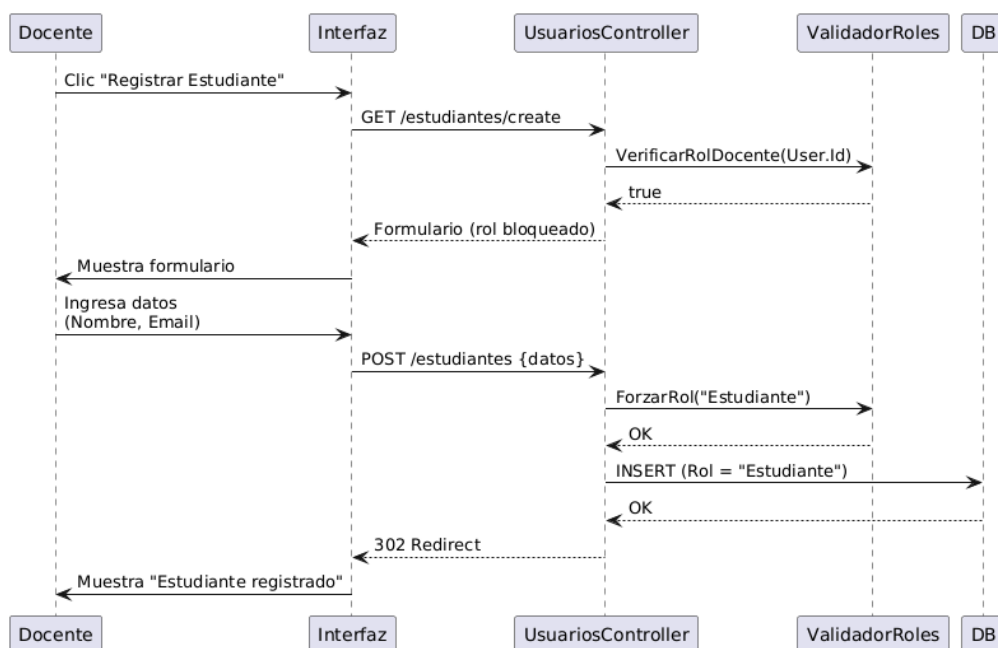 Docente
Interfaz
UsuariosController
ValidadorRoles
DB
Clic "Registrar Estudiante"
GET /estudiantes/create
VerificarRolDocente(User.Id)
true
Formulario (rol bloqueado)
Muestra formulario
Ingresa datos
(Nombre, Email)
POST /estudiantes {datos}
ForzarRol("Estudiante")
OK
INSERT (Rol = "Estudiante")
OK
302 Redirect
Muestra "Estudiante registrado"
Docente
Interfaz
UsuariosController
ValidadorRoles
DB